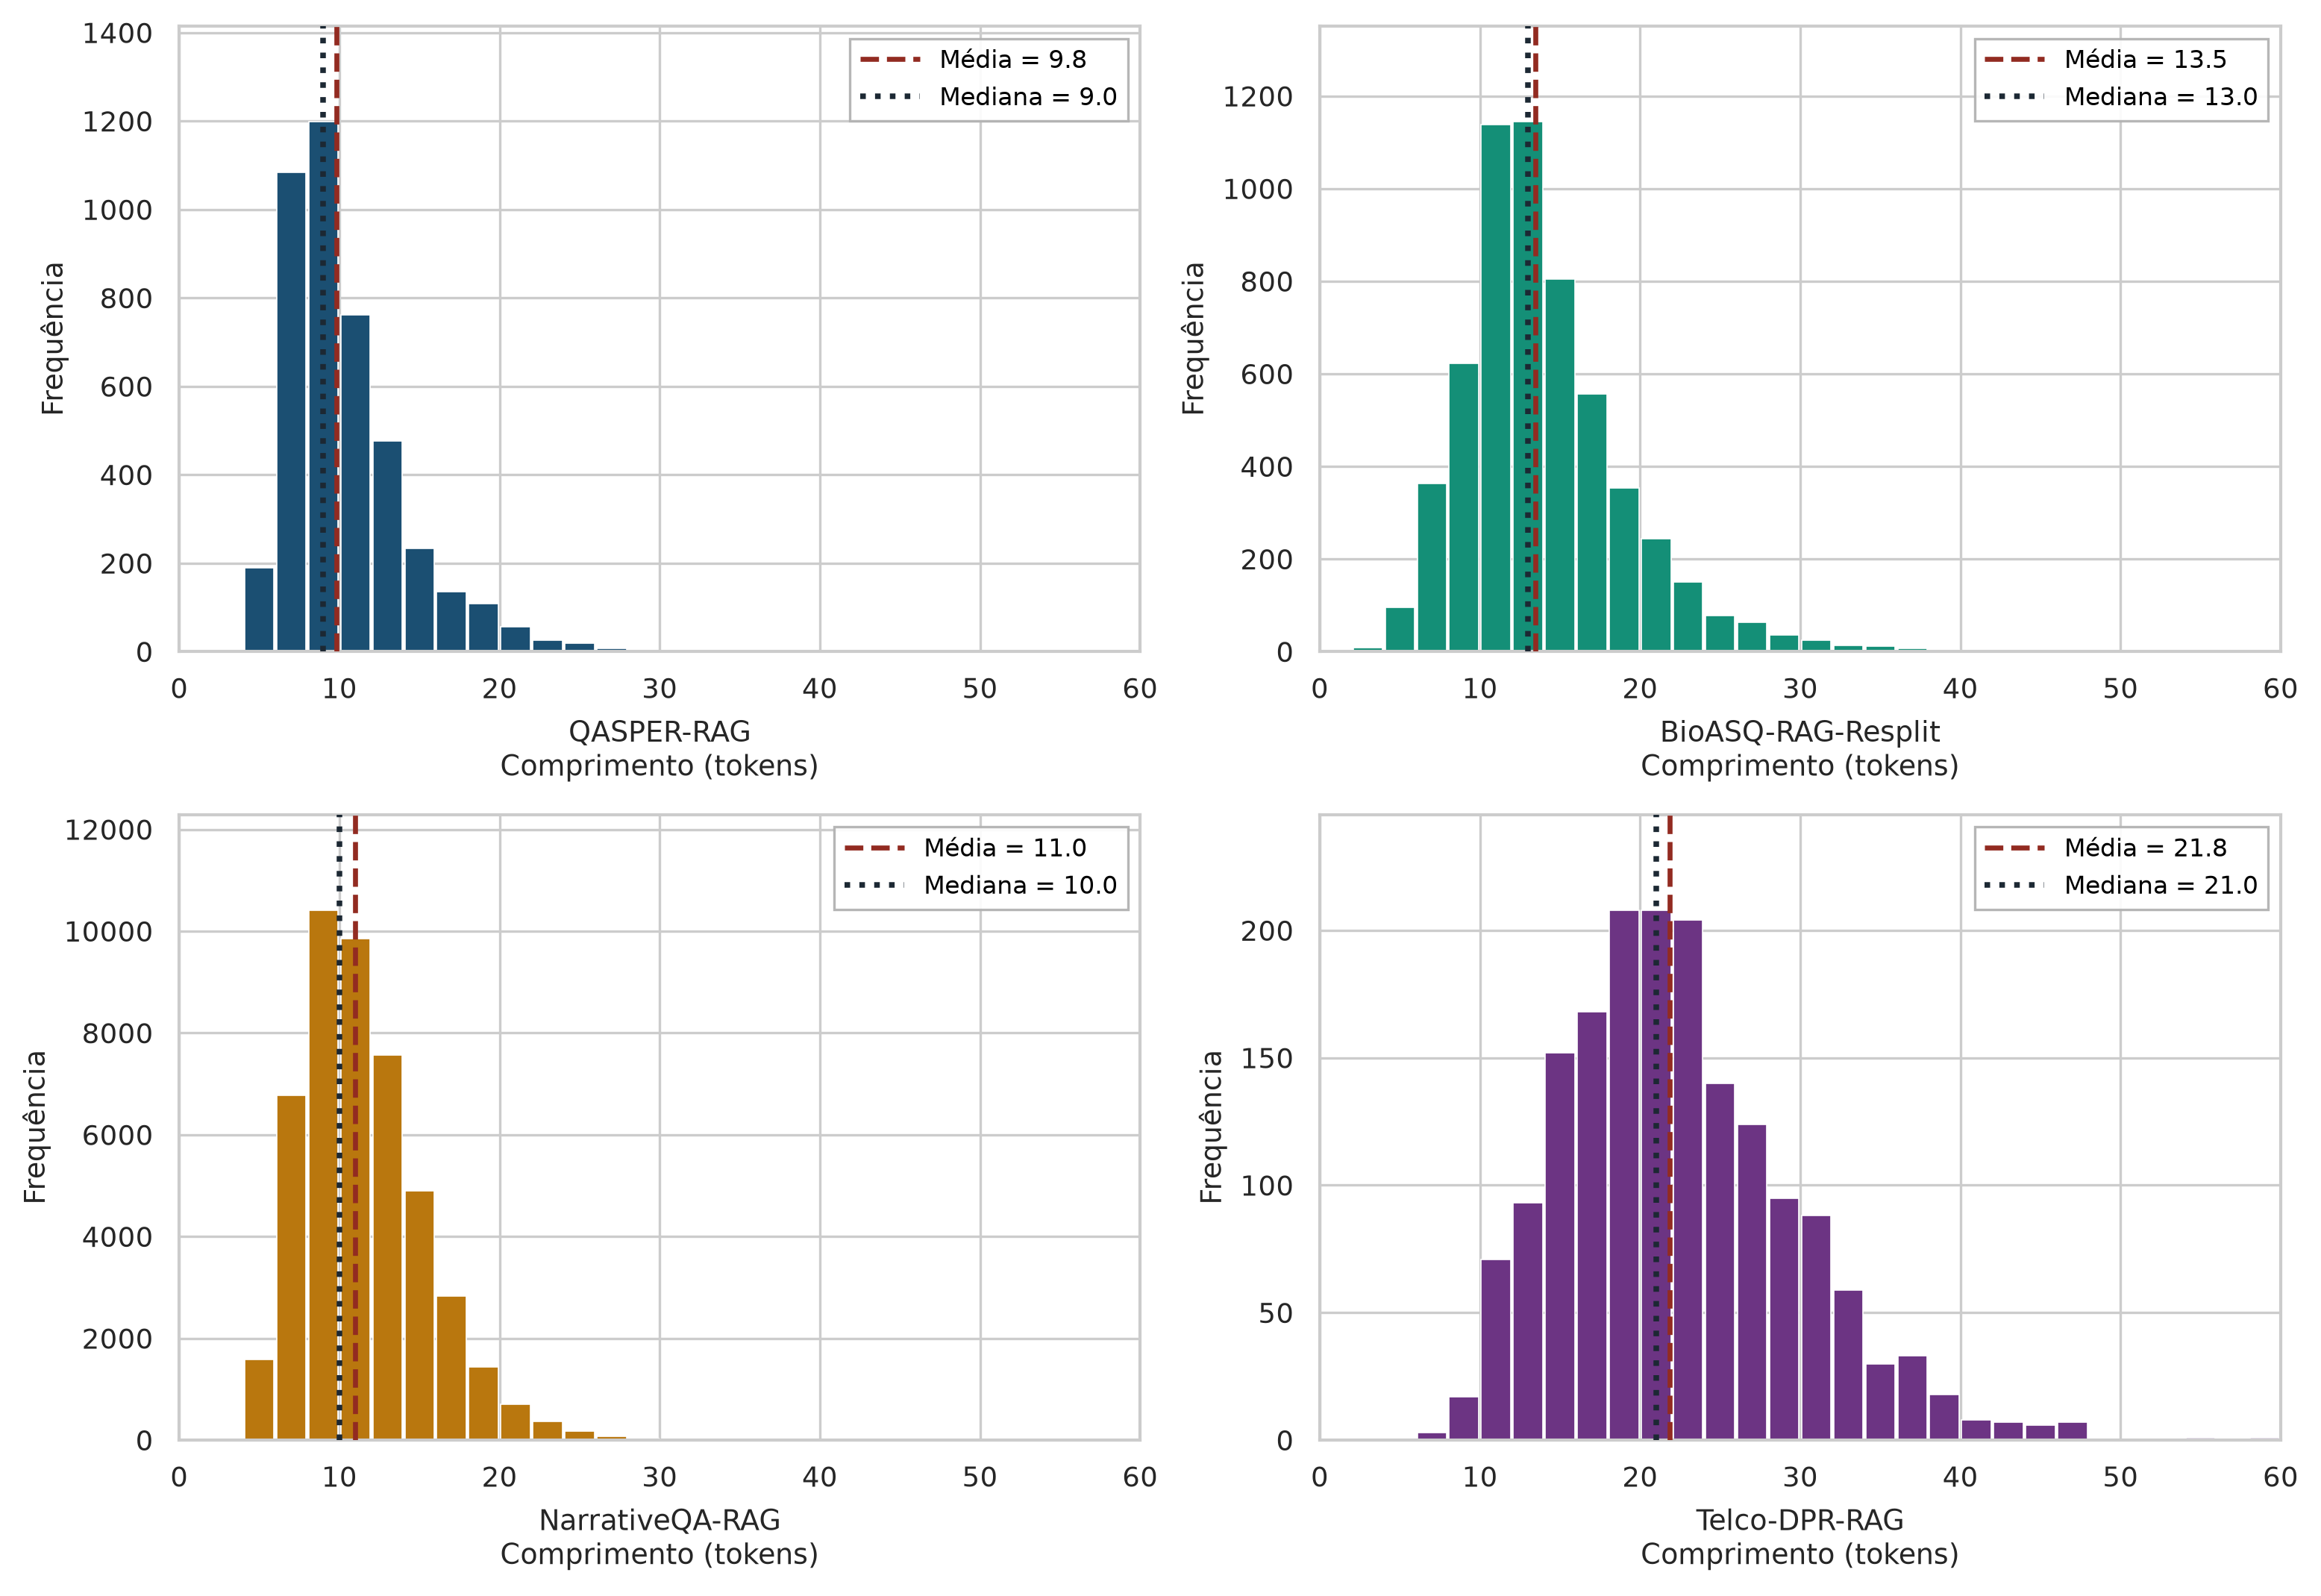 1400
1200
1000
800
600
400
200
0
Frequência
Média = 9.8
Mediana = 9.0
0 10 20 30 40 50 60
QASPER-RAG
Comprimento (tokens)
1200
1000
800
600
400
200
0
Frequência
Média = 13.5
Mediana = 13.0
0 10 20 30 40 50 60
BioASQ-RAG-Resplit
Comprimento (tokens)
12000
10000
8000
6000
4000
2000
0
Frequência
Média = 11.0
Mediana = 10.0
0 10 20 30 40 50 60
NarrativeQA-RAG
Comprimento (tokens)
200
150
100
50
0
Frequência
Média = 21.8
Mediana = 21.0
0 10 20 30 40 50 60
Telco-DPR-RAG
Comprimento (tokens)